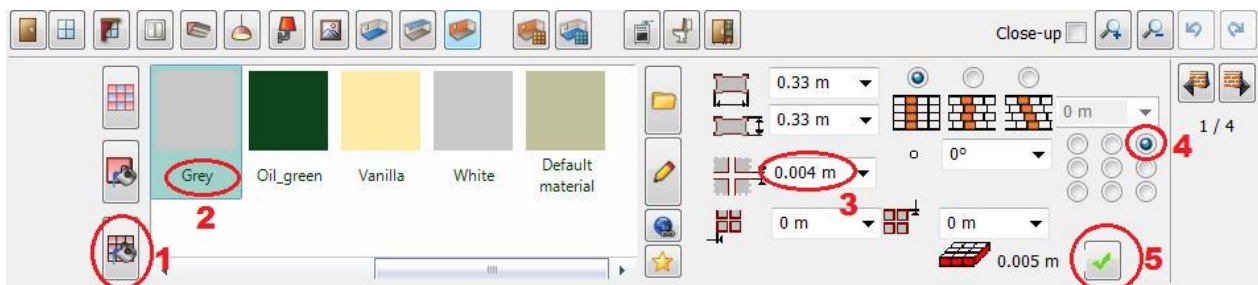 Close-up
0.33 m
0 m
1 / 4
0.33 m
4
Grey
Oil_green
Vanilla
White
Default
material
0°
0.004 m
2
3
1
0 m
0 m
0.005 m
5